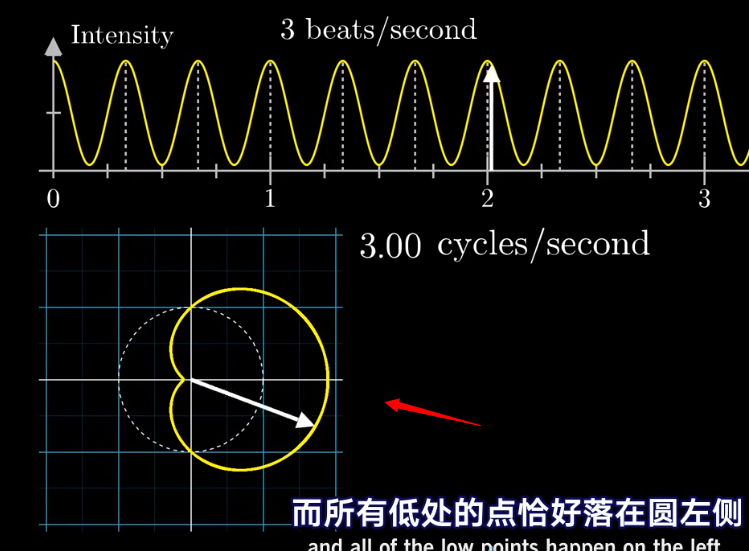 Intensity
3 beats/second
0 1 2 3
3.00 cycles/second
而所有低处的点恰好落在圆左侧
and all of the low points happen on the left